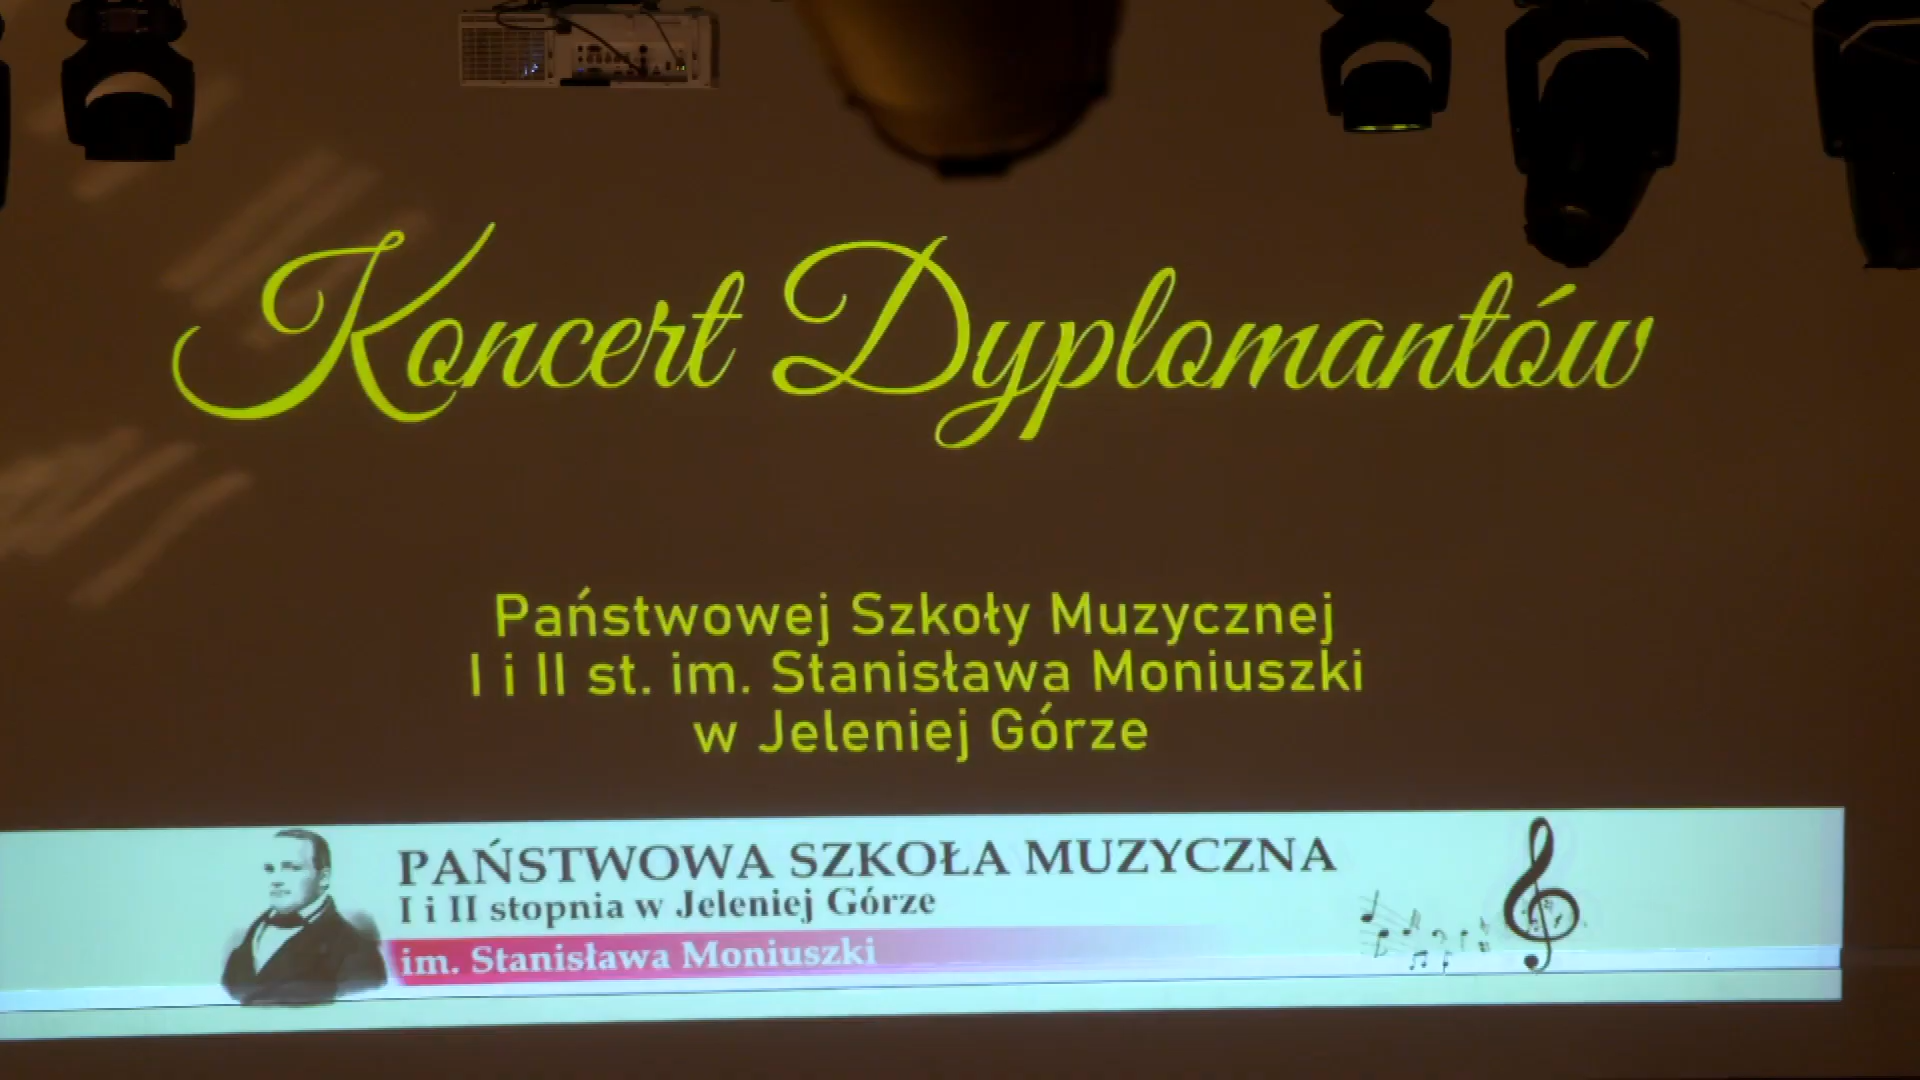 Koncert Dyplomantów
Państwowej Szkoły Muzycznej
I i II st. im. Stanisława Moniuszki
w Jeleniej Górze
PAŃSTWOWA SZKOŁA MUZYCZNA
I i II stopnia w Jeleniej Górze
im. Stanisława Moniuszki